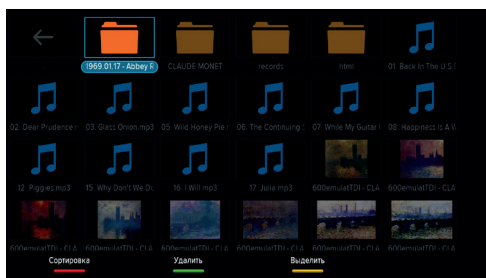 1969.01.17 - Abbey R CLAUDE MONET records html 01. Back In The U S S
02. Dear Prudence r 03. Glass Onion.mp3 05. Wild Honey Pie r 06. The Continuing S 07. While My Guitar 08. Happiness Is A W
12. Piggies.mp3 15. Why Don't We Do 16. I Will.mp3 17. Julia.mp3 600emulatTDI - CLA 600emulatTDI - CLA
600emulatTDI - CLA 600emulatTDI - CLA 600emulatTDI - CLA 600emulatTDI - CLA 600emulatTDI - CLA 600emulatTDI - CLA
Сортировка Удалить Выделить